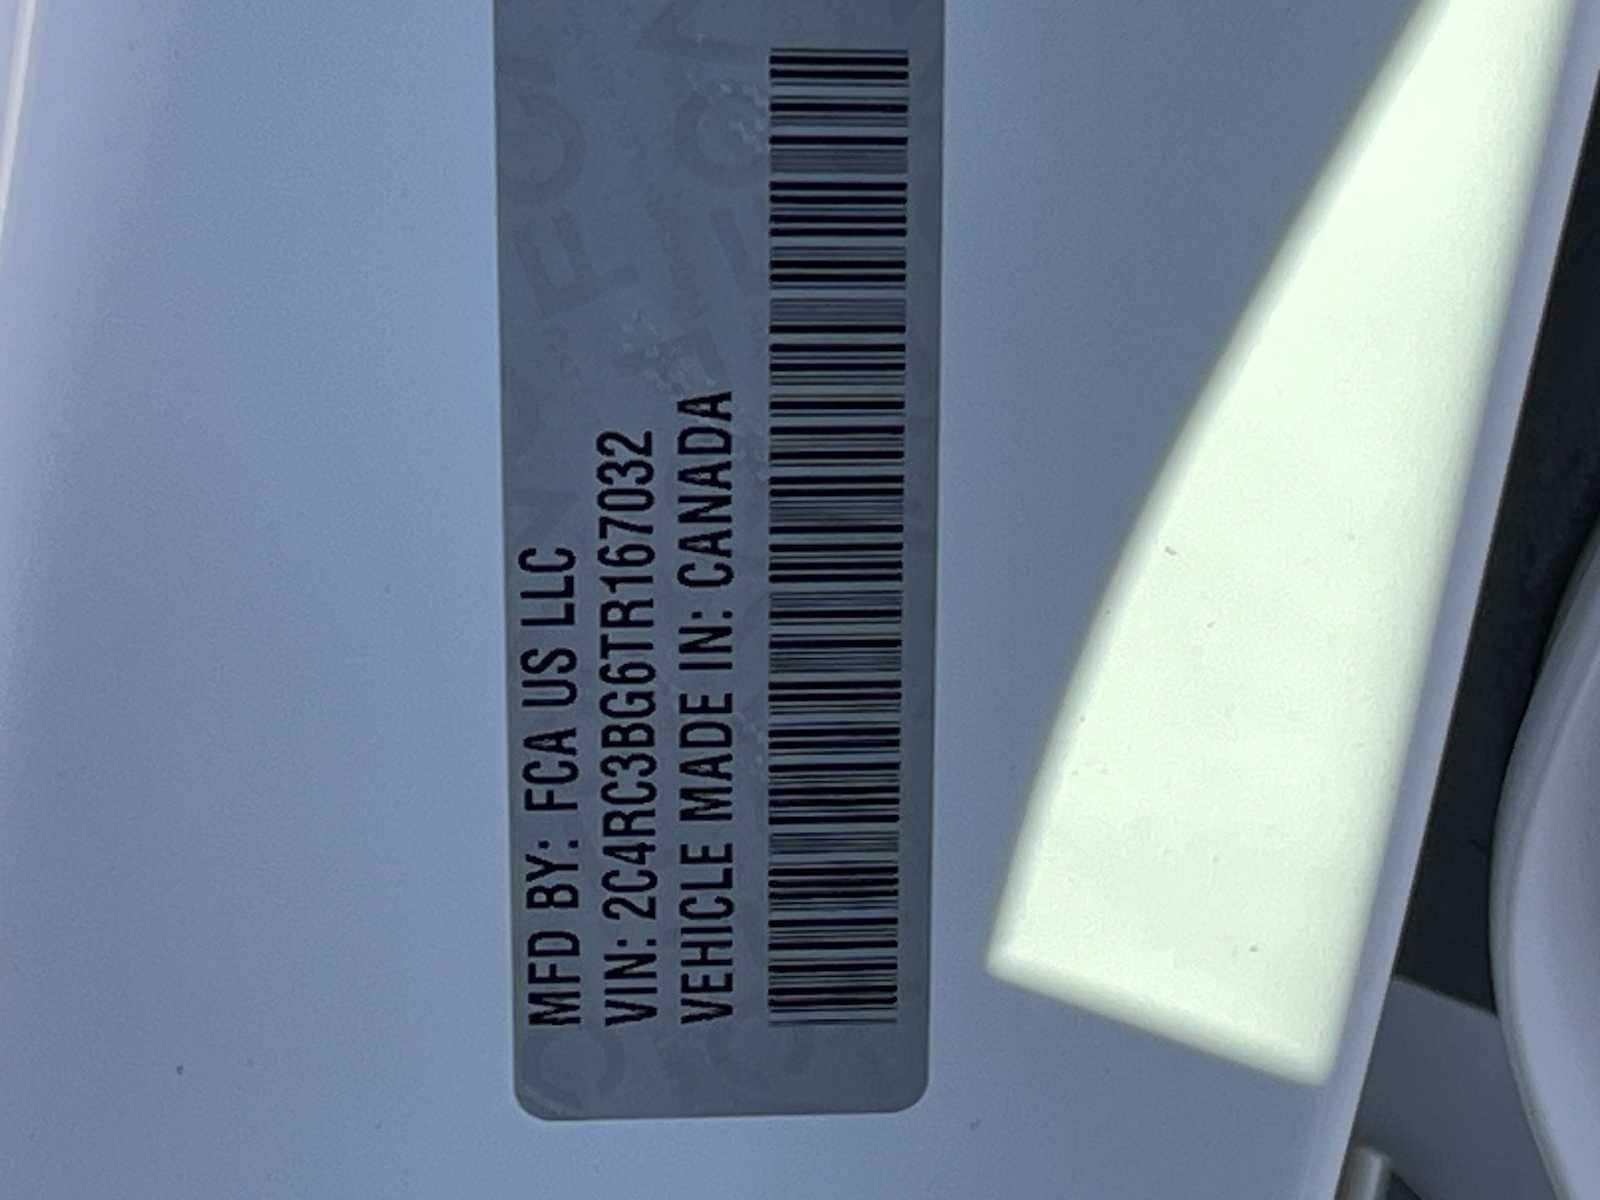 MFD BY: FCA US LLC
VIN: 2C4RC3BG6TR167032
VEHICLE MADE IN: CANADA